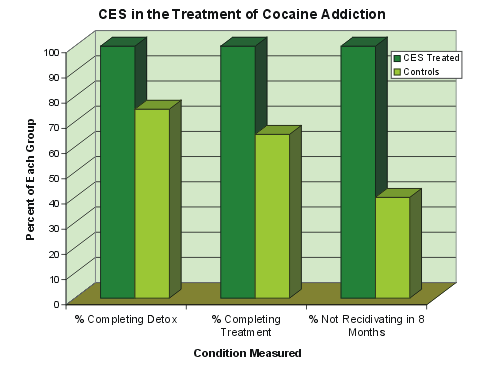 CES in the Treatment of Cocaine Addiction
100
90
80
70
60
50
40
30
20
10
0
Percent of Each Group
CES Treated
Controls
% Completing Detox
% Completing
Treatment
% Not Recidivating in 8
Months
Condition Measured